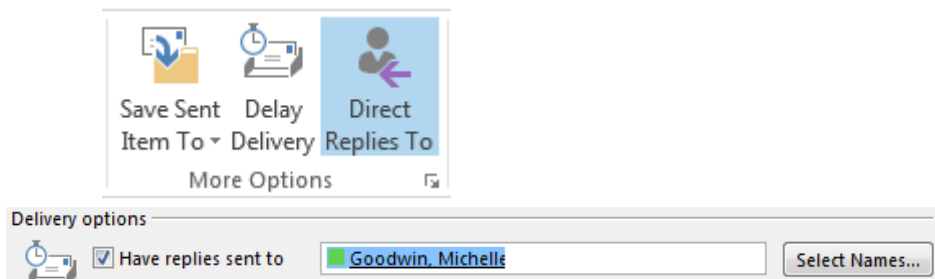 Save Sent Delay Direct
Item To Delivery Replies To
More Options
Delivery options
Have replies sent to Goodwin, Michelle Select Names...